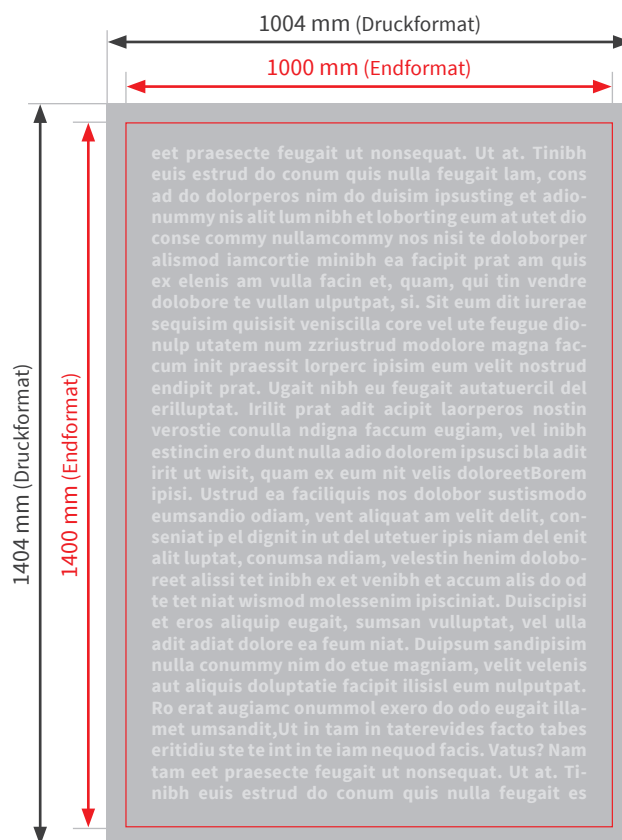 1004 mm (Druckformat)
1000 mm (Endformat)
1404 mm (Druckformat)
1400 mm (Endformat)
eet praesecte feugait ut nonsequat. Ut at. Tinibh
euis estrud do conum quis nulla feugait lam, cons
ad do dolorperos nim do duisim ipsusting et adio-
nummy nis alit lum nibh et loborting eum at utet dio
conse commy nullamcommy nos nisi te doloborper
alismod iamcortie minibh ea facipit prat am quis
ex elenis am vulla facin et, quam, qui tin vendre
dolobore te vullan ulputpat, si. Sit eum dit iurerae
sequisim quisisit veniscilla core vel ute feugue dio-
nulp utatem num zzriustrud modolore magna fac-
cum init praessit lorperc ipisim eum velit nostrud
endipit prat. Ugait nibh eu feugait autattercil del
erilluptat. Irilit prat adit acipit laorperos nostin
verostie conulla ndigna faccum eugiam, vel inibh
estincin ero dunt nulla adio dolorem ipsusci bla adit
irit ut wisit, quam ex eum nit velis doloreetBorem
ipisi. Ustrud ea faciliquis nos dolobor sustismodo
eumsandio odiam, vent aliquat am velit delit, con-
seniat ip el dignit in ut del utetuer ipis niam del enit
alit luptat, conumsa ndiam, velestin henim dolobo-
reet alissi tet inibh ex et venibh et accum alis do od
te tet niat wismod molessenim ipisciniat. Duiscipisi
et eros aliquip eugait, sumsan vulluptat, vel ulla
adit adiat dolore ea feum niat. Duipsum sandipisim
nulla conummy nim do etue magniam, velit velenis
aut aliquis doluptatie facipit ilisisl eum nulputpat.
Ro erat augiamc onummol exero do odo eugait illa-
met umsandit,Ut in tam in taterevides facto tabes
eritidiu ste te int in te iam nequod facis. Vatus? Nam
tam eet praesecte feugait ut nonsequat. Ut at. Ti-
nibh euis estrud do conum quis nulla feugait es